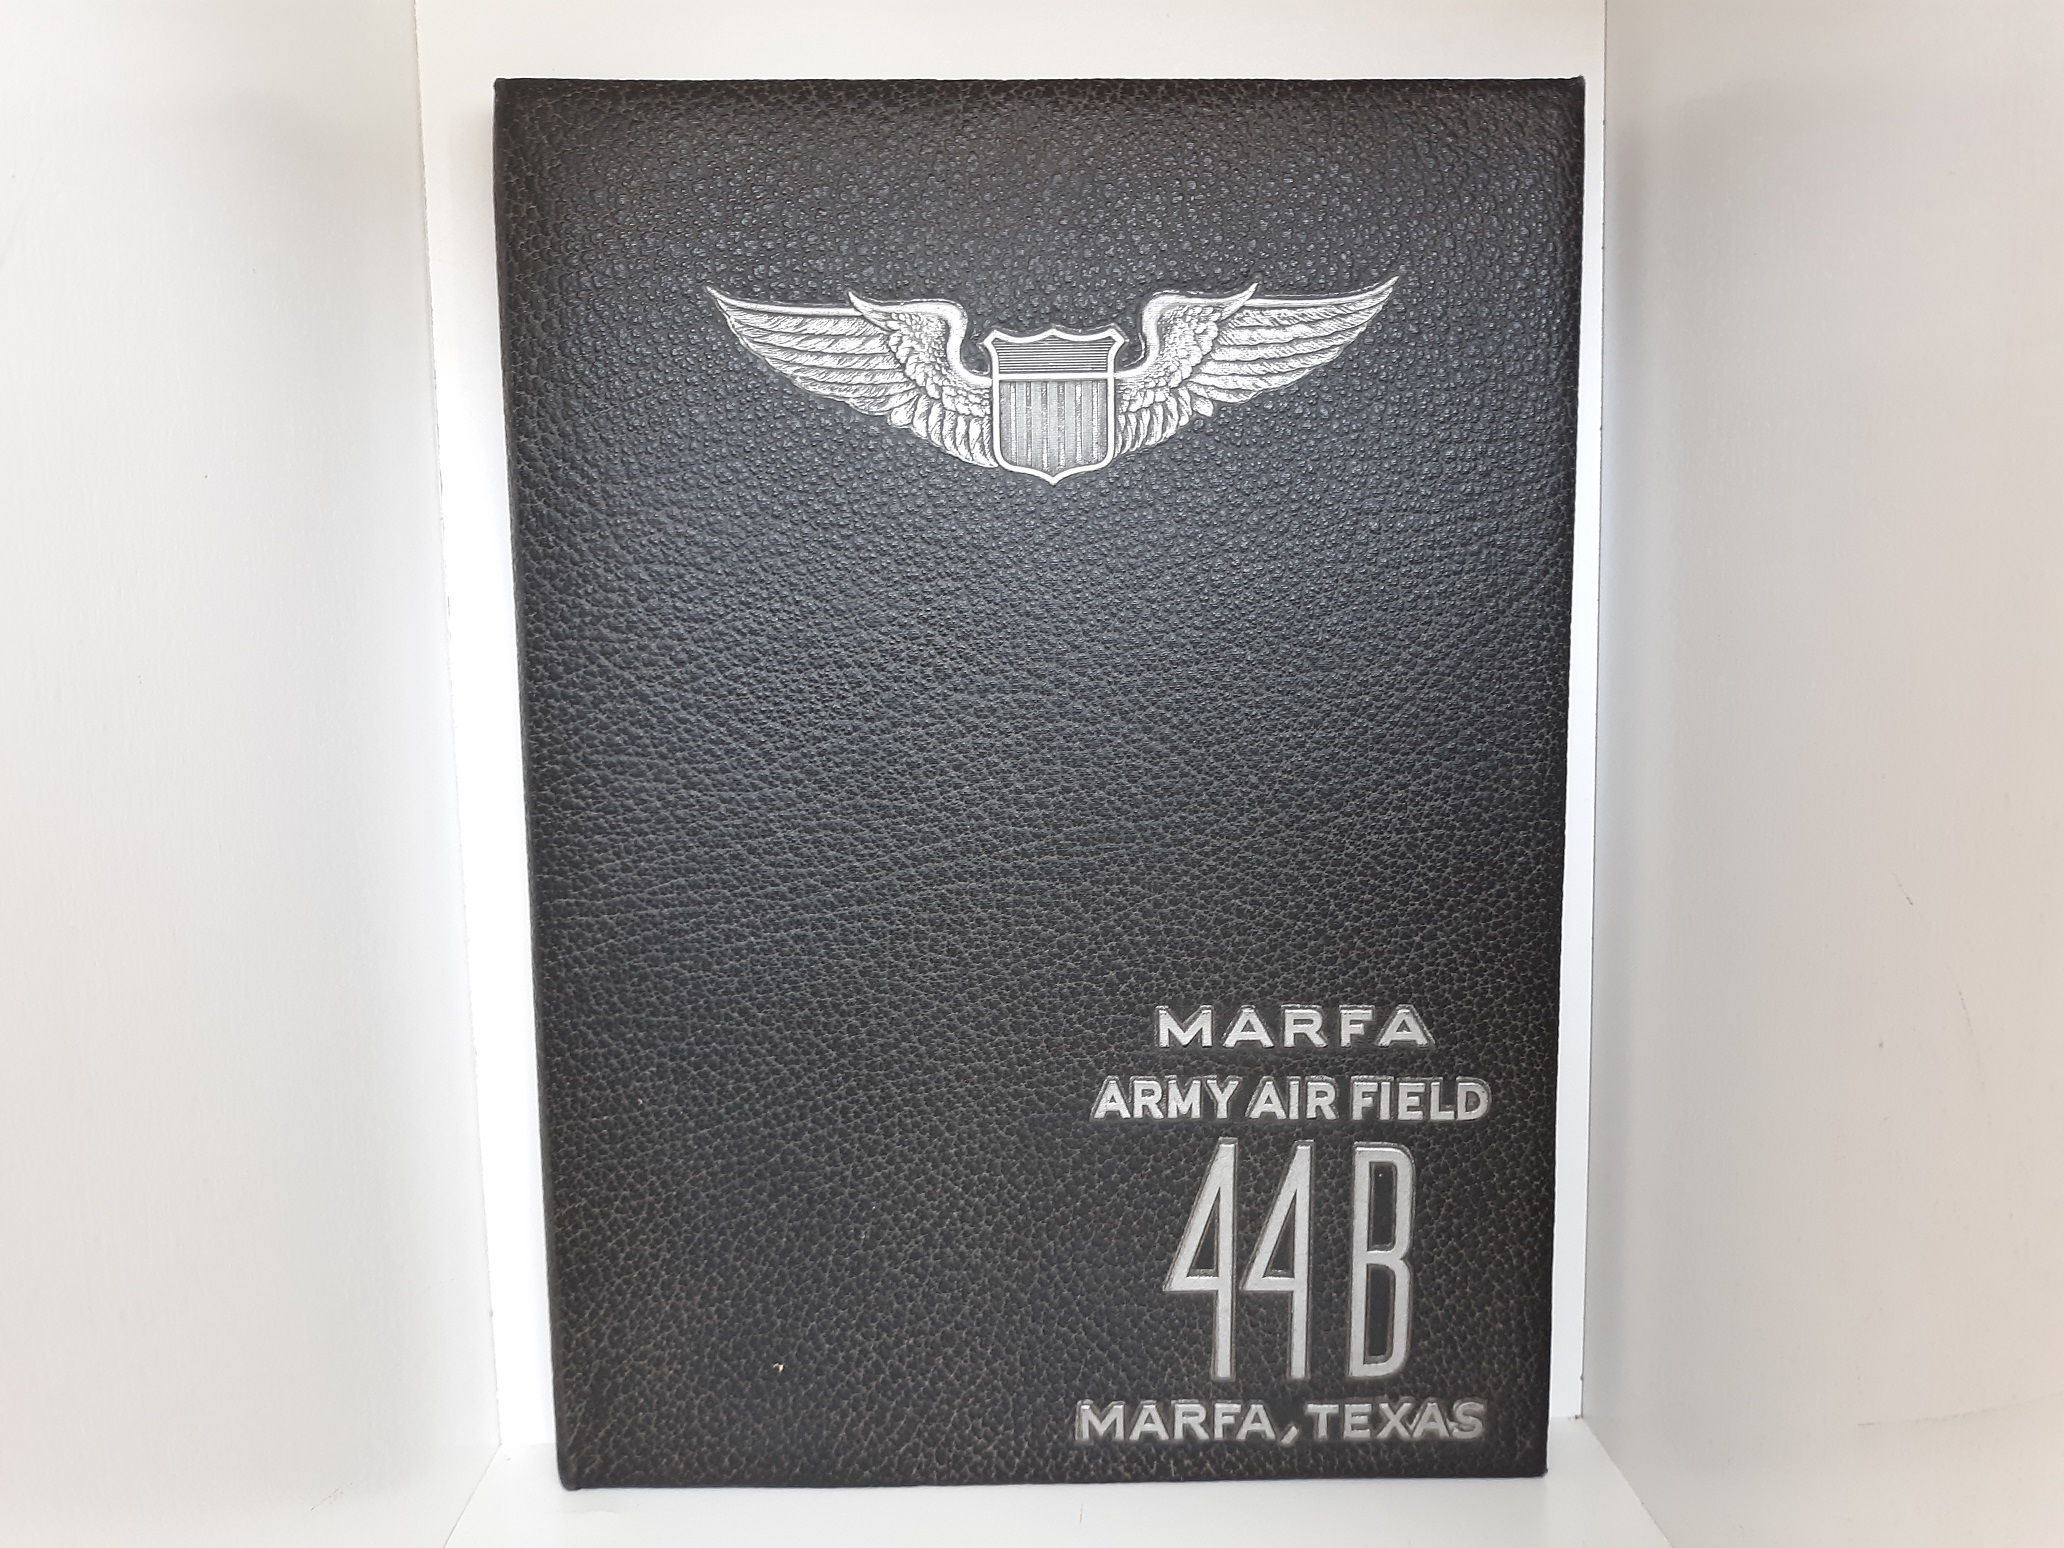 MARFA
ARMY AIR FIELD
44B
MARFA, TEXAS